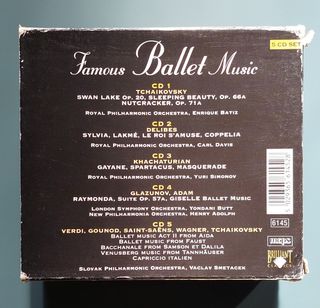 Famous Ballet Music
CD 1
TCHAIKOVSKY
SWAN LAKE OP. 20, SLEEPING BEAUTY, OP. 66A
NUTCRACKER, OP. 71A
ROYAL PHILHARMONIC ORCHESTRA, ENRIQUE BATIZ
CD 2
DELIBES
SYLVIA, LAKMÉ, LE ROI S'AMUSE, COPPELIA
ROYAL PHILHARMONIC ORCHESTRA, CARL DAVIS
CD 3
KHACHATURIAN
GAYANE, SPARTACUS, MASQUERADE
ROYAL PHILHARMONIC ORCHESTRA, YURI SIMONOV
CD 4
GLAZUNOV, ADAM
RAYMONDA, SUITE OP. 57A, GISELLE BALLET MUSIC
LONDON SYMPHONY ORCHESTRA, YONDANI BUTT
NEW PHILHARMONIA ORCHESTRA, HENRY ADOLPH
CD 5
VERDI, GOUNOD, SAINT-SAËNS, WAGNER, TCHAIKOVSKY
BALLET MUSIC ACT II FROM AIDA
BALLET MUSIC FROM FAUST
BACCHANALE FROM SAMSON ET DALILA
VENUSBERG MUSIC FROM TANNHÄUSER
CAPRICCIO ITALIEN
SLOVAK PHILHARMONIC ORCHESTRA, VACLAV SMETACEK
5 CD SET
6145
BRILLIANT